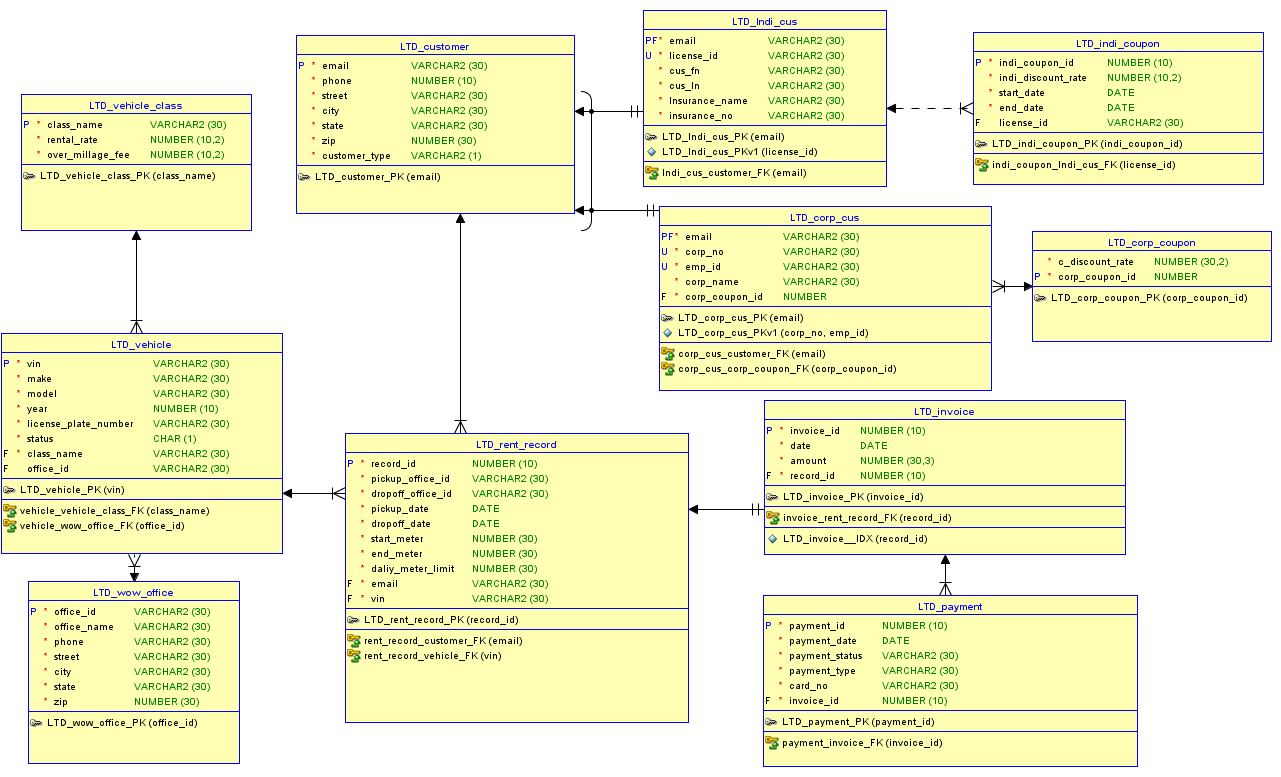 LTD_vehicle_class
P * class_name VARCHAR2 (30)
* rental_rate NUMBER (10,2)
* over_millage_fee NUMBER (10,2)
LTD_vehicle_class_PK (class_name)
LTD_customer
P * email VARCHAR2 (30)
* phone NUMBER (10)
* street VARCHAR2 (30)
* city VARCHAR2 (30)
* state VARCHAR2 (30)
* zip NUMBER (30)
* customer_type VARCHAR2 (1)
LTD_customer_PK (email)
LTD_Indi_cus
PF* email VARCHAR2 (30)
U * license_id VARCHAR2 (30)
* cus_fn VARCHAR2 (30)
* cus_ln VARCHAR2 (30)
* Insurance_name VARCHAR2 (30)
* insurance_no VARCHAR2 (30)
LTD_Indi_cus_PK (email)
LTD_Indi_cus_PKv1 (license_id)
Indi_cus_customer_FK (email)
LTD_indi_coupon
P * indi_coupon_id NUMBER (10)
* indi_discount_rate NUMBER (10,2)
* start_date DATE
* end_date DATE
F license_id VARCHAR2 (30)
LTD_indi_coupon_PK (indi_coupon_id)
indi_coupon_Indi_cus_FK (license_id)
LTD_corp_cus
PF* email VARCHAR2 (30)
U * corp_no VARCHAR2 (30)
U * emp_id VARCHAR2 (30)
* corp_name VARCHAR2 (30)
F * corp_coupon_id NUMBER
LTD_corp_cus_PK (email)
LTD_corp_cus_PKv1 (corp_no, emp_id)
corp_cus_customer_FK (email)
corp_cus_corp_coupon_FK (corp_coupon_id)
LTD_corp_coupon
* c_discount_rate NUMBER (30,2)
P * corp_coupon_id NUMBER
LTD_corp_coupon_PK (corp_coupon_id)
LTD_vehicle
P * vin VARCHAR2 (30)
* make VARCHAR2 (30)
* model VARCHAR2 (30)
* year NUMBER (10)
* license_plate_number VARCHAR2 (30)
* status CHAR (1)
F * class_name VARCHAR2 (30)
F office_id VARCHAR2 (30)
LTD_vehicle_PK (vin)
vehicle_vehicle_class_FK (class_name)
vehicle_wow_office_FK (office_id)
LTD_wow_office
P * office_id VARCHAR2 (30)
* office_name VARCHAR2 (30)
* phone VARCHAR2 (30)
* street VARCHAR2 (30)
* city VARCHAR2 (30)
* state VARCHAR2 (30)
* zip NUMBER (30)
LTD_wow_office_PK (office_id)
LTD_rent_record
P * record_id NUMBER (10)
* pickup_office_id VARCHAR2 (30)
* dropoff_office_id VARCHAR2 (30)
* pickup_date DATE
* dropoff_date DATE
* start_meter NUMBER (30)
* end_meter NUMBER (30)
* daliy_meter_limit NUMBER (30)
F * email VARCHAR2 (30)
F * vin VARCHAR2 (30)
LTD_rent_record_PK (record_id)
rent_record_customer_FK (email)
rent_record_vehicle_FK (vin)
LTD_invoice
P * invoice_id NUMBER (10)
* date DATE
* amount NUMBER (30,3)
F * record_id NUMBER (10)
LTD_invoice_PK (invoice_id)
invoice_rent_record_FK (record_id)
LTD_invoice__IDX (record_id)
LTD_payment
P * payment_id NUMBER (10)
* payment_date DATE
* payment_status VARCHAR2 (30)
* payment_type VARCHAR2 (30)
* card_no VARCHAR2 (30)
F * invoice_id NUMBER (10)
LTD_payment_PK (payment_id)
payment_invoice_FK (invoice_id)